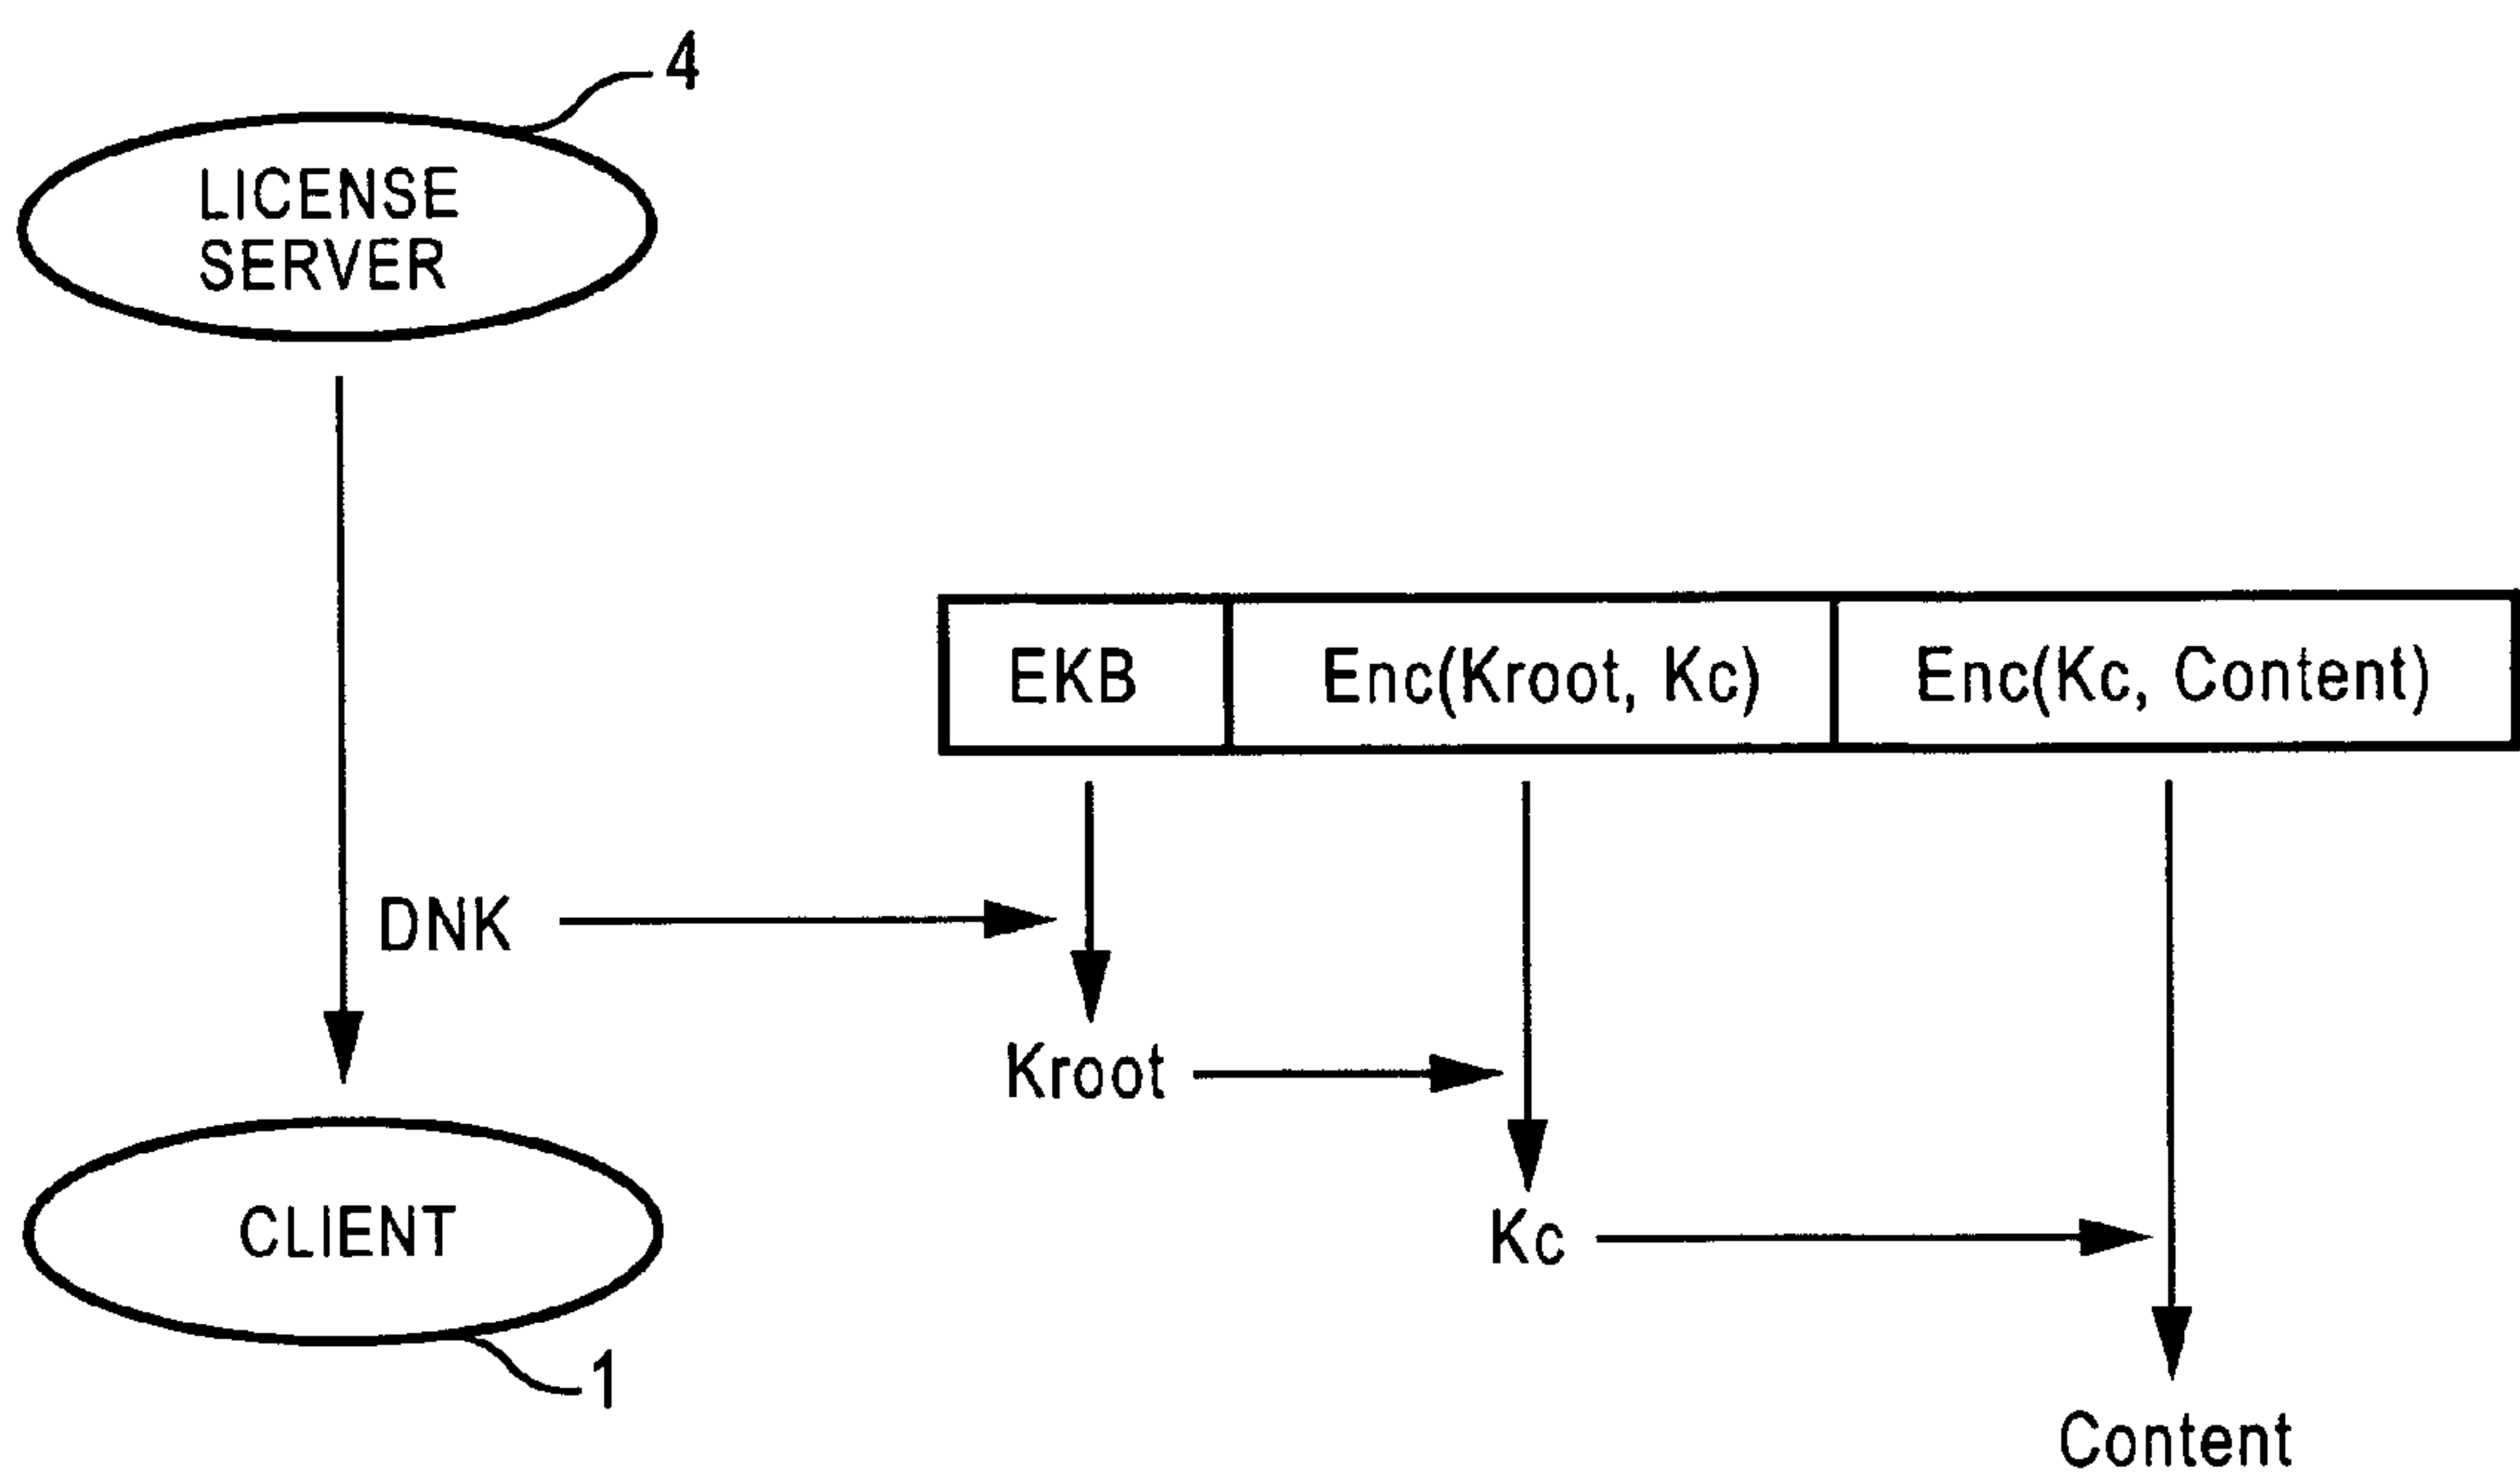 4
LICENSE
SERVER
EKB
Enc(Kroot, Kc)
Enc(Kc, Content)
DNK
Kroot
Kc
CLIENT
1
Content